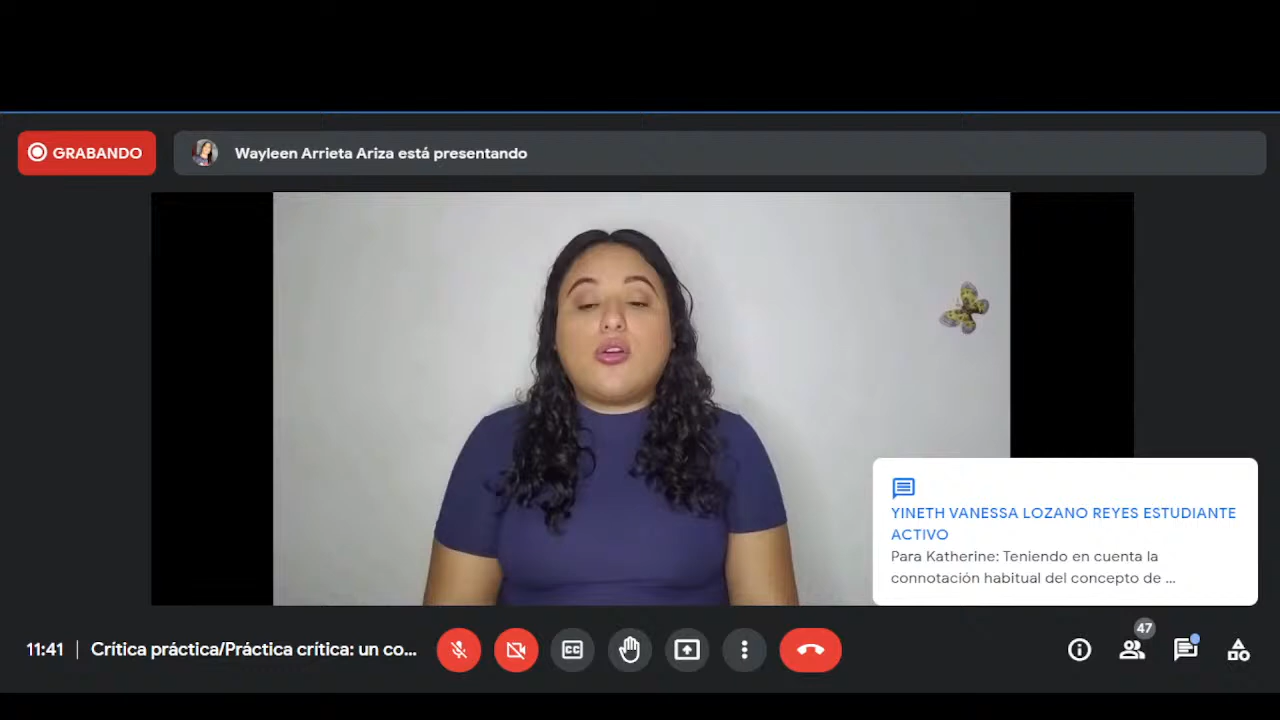 GRABANDO
Wayleen Arrieta Ariza está presentando
YINETH VANESSA LOZANO REYES ESTUDIANTE
ACTIVO
Para Katherine: Teniendo en cuenta la
connotación habitual del concepto de ...
11:41
Crítica práctica/Práctica crítica: un co...
CC
47